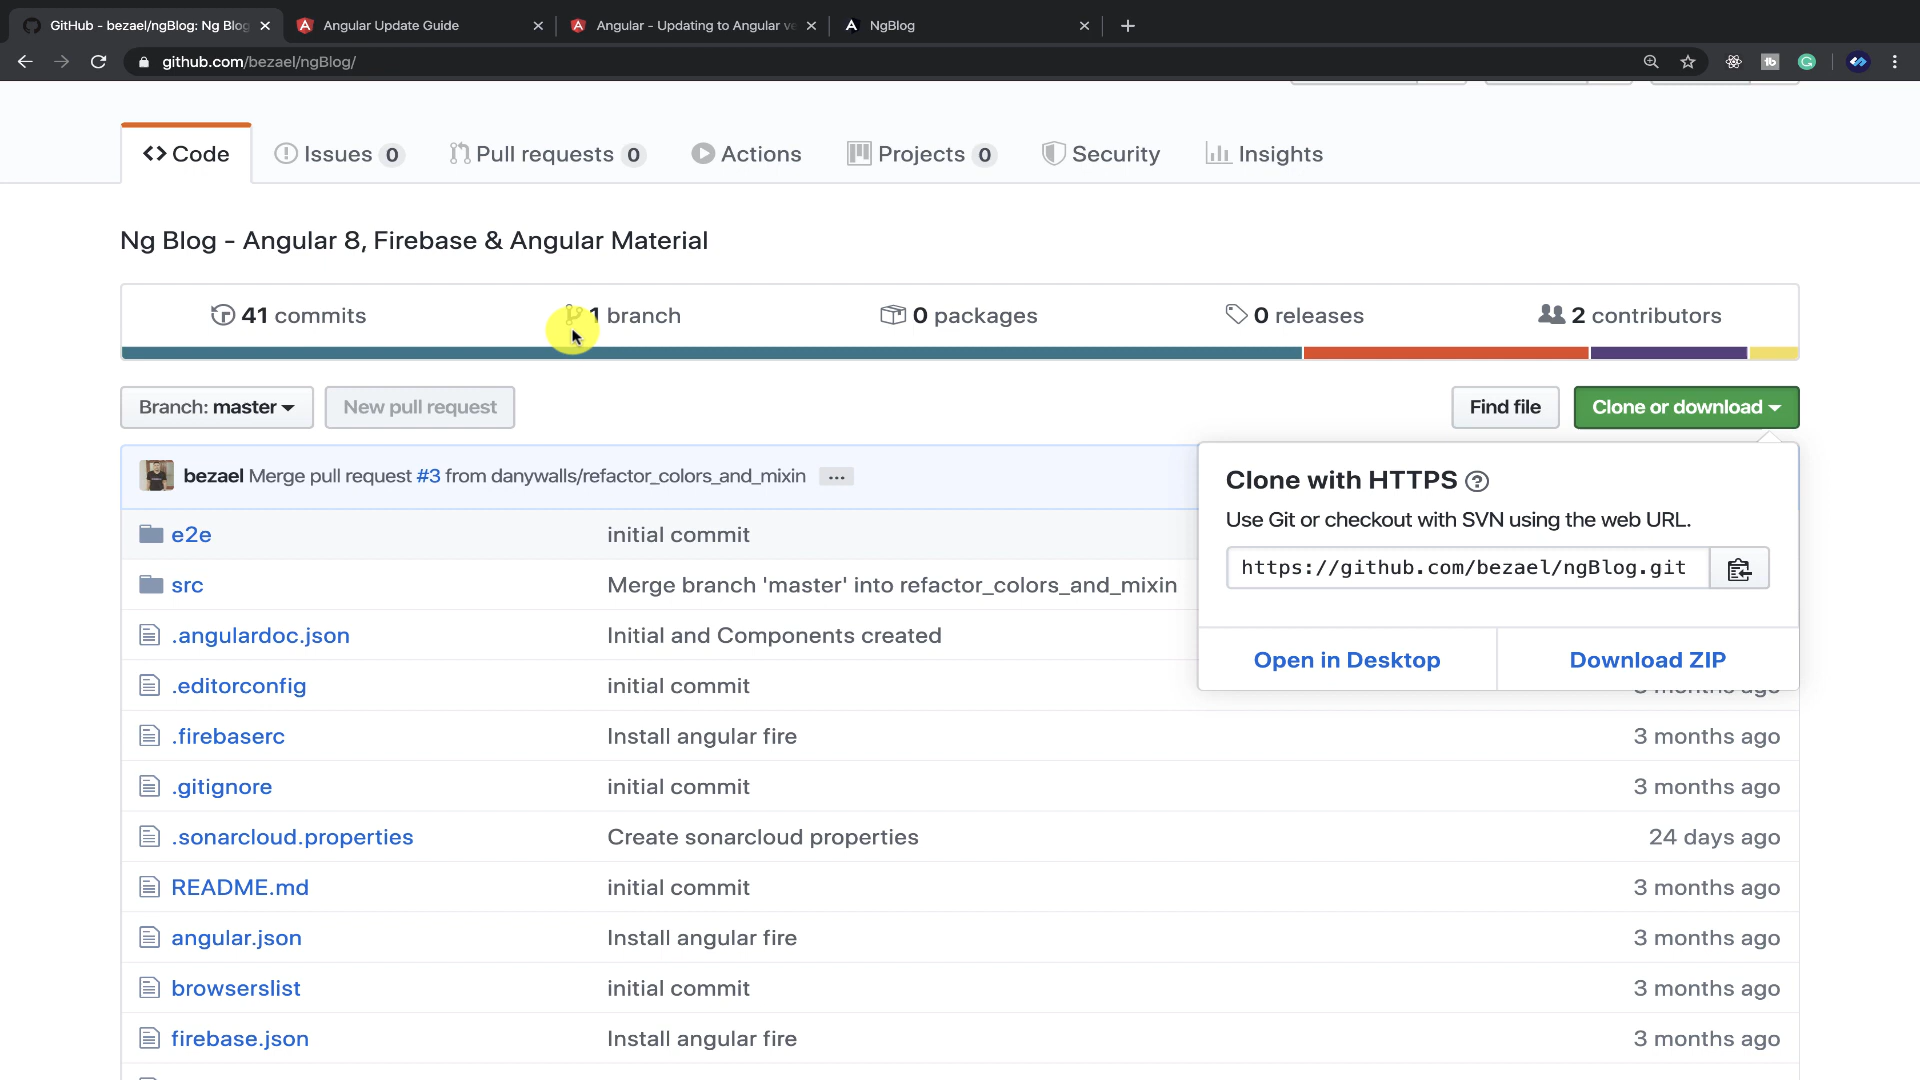 GitHub - bezael/ngBlog: Ng Blog
Angular Update Guide
Angular - Updating to Angular ve
NgBlog
github.com/bezael/ngBlog/
Code
Issues 0
Pull requests 0
Actions
Projects 0
Security
Insights
Ng Blog - Angular 8, Firebase & Angular Material
41 commits
1 branch
0 packages
0 releases
2 contributors
Branch: master
New pull request
Find file
Clone or download
bezael Merge pull request #3 from danywalls/refactor_colors_and_mixin ...
Clone with HTTPS
Use Git or checkout with SVN using the web URL.
https://github.com/bezael/ngBlog.git
Open in Desktop
Download ZIP
e2e initial commit
src Merge branch 'master' into refactor_colors_and_mixin
.angulardoc.json Initial and Components created
.editorconfig initial commit
.firebaserc Install angular fire 3 months ago
.gitignore initial commit 3 months ago
.sonarcloud.properties Create sonarcloud properties 24 days ago
README.md initial commit 3 months ago
angular.json Install angular fire 3 months ago
browserslist initial commit 3 months ago
firebase.json Install angular fire 3 months ago